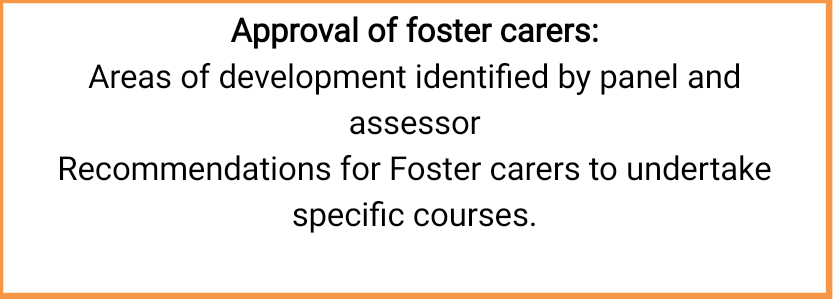 Approval of foster carers:
Areas of development identified by panel and
assessor
Recommendations for Foster carers to undertake
specific courses.